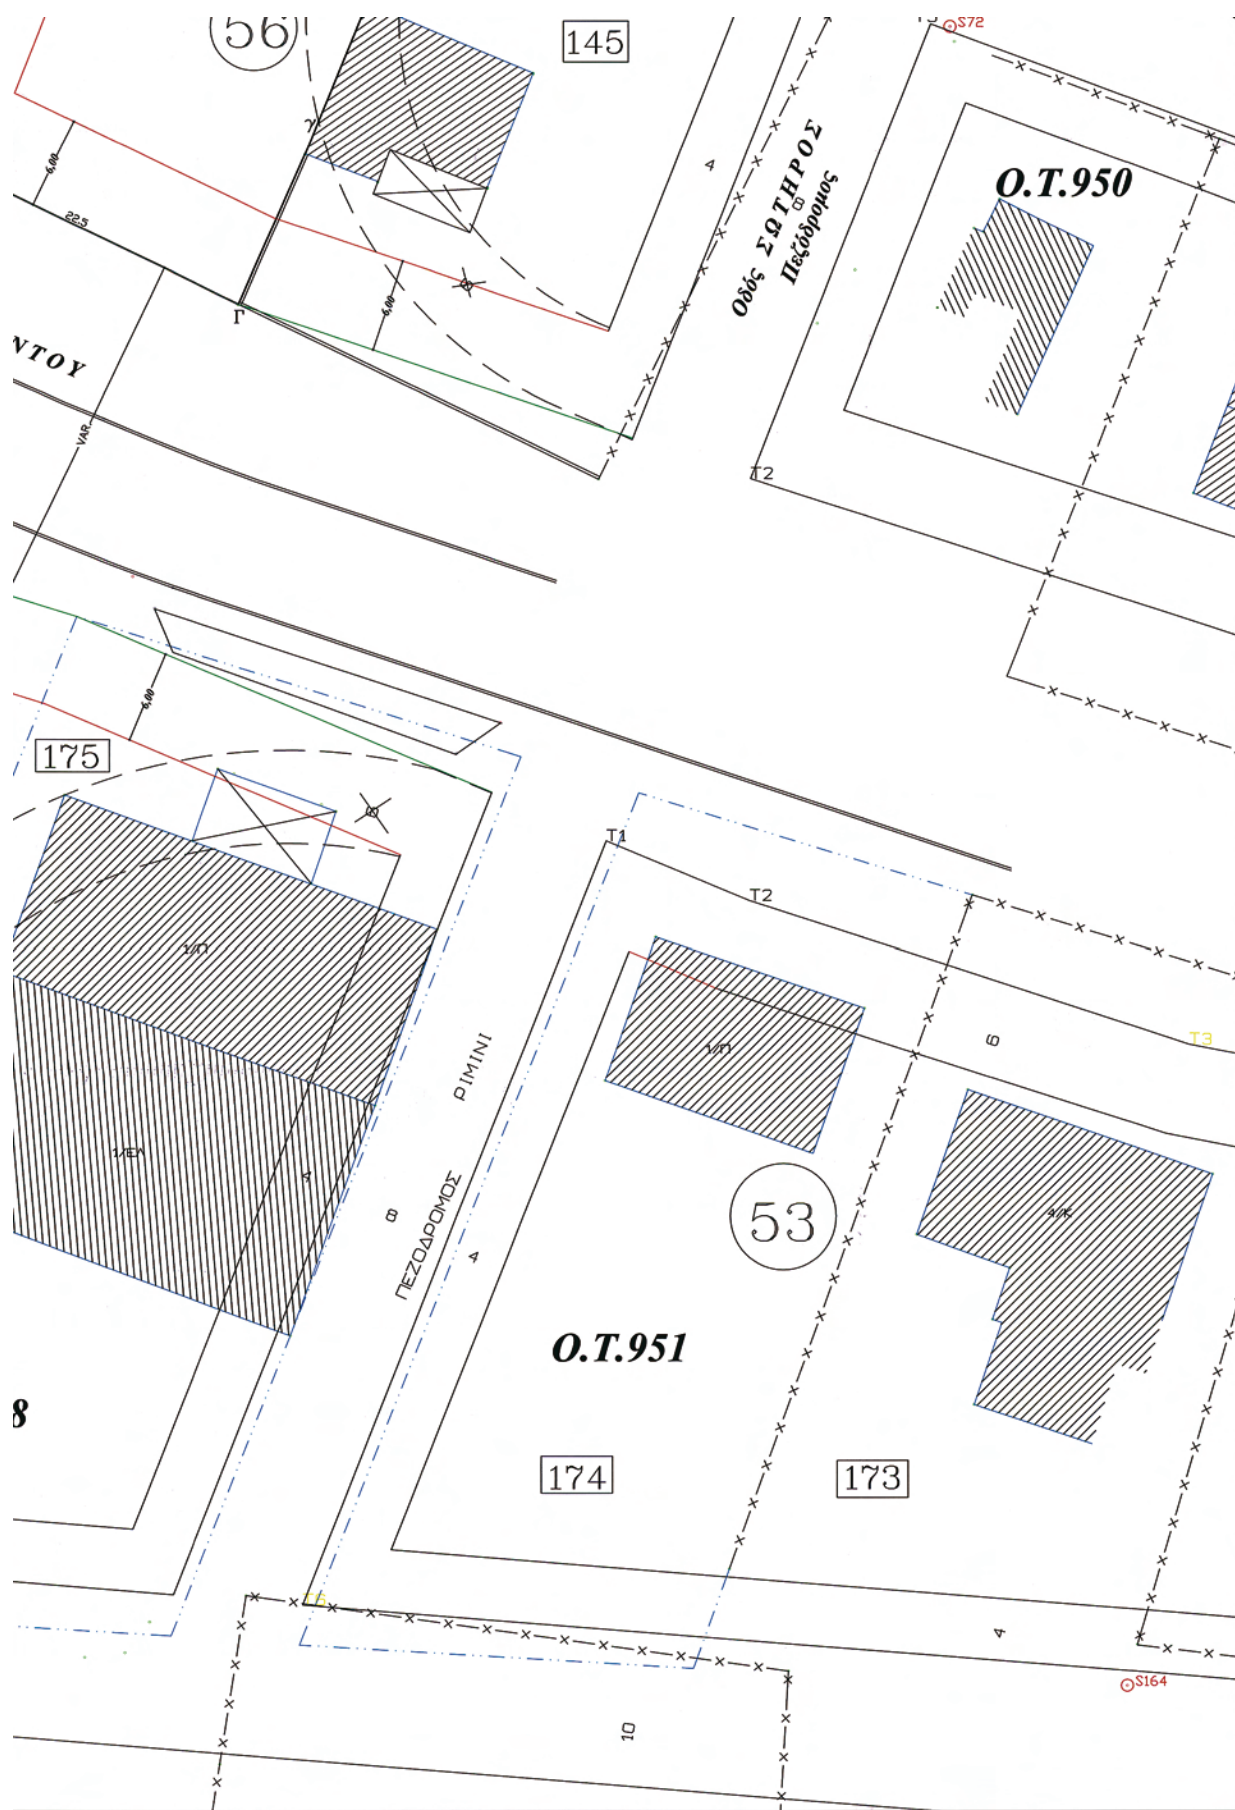 56
145
S72
Ο.Τ.950
6,00
22.5
4
Οδός ΣΩΤΗΡΟΣ
8
Πεζόδρομος
6,00
Γ
ΝΤΟΥ
VAR.
T2
6,00
175
T1
T2
1/Π
ΡΙΜΙΝΙ
1/Π
6
T3
1/ΕΛ
4
8
ΠΕΖΟΔΡΟΜΟΣ
4
53
4/Κ
Ο.Τ.951
8
174
173
T6
4
S164
10